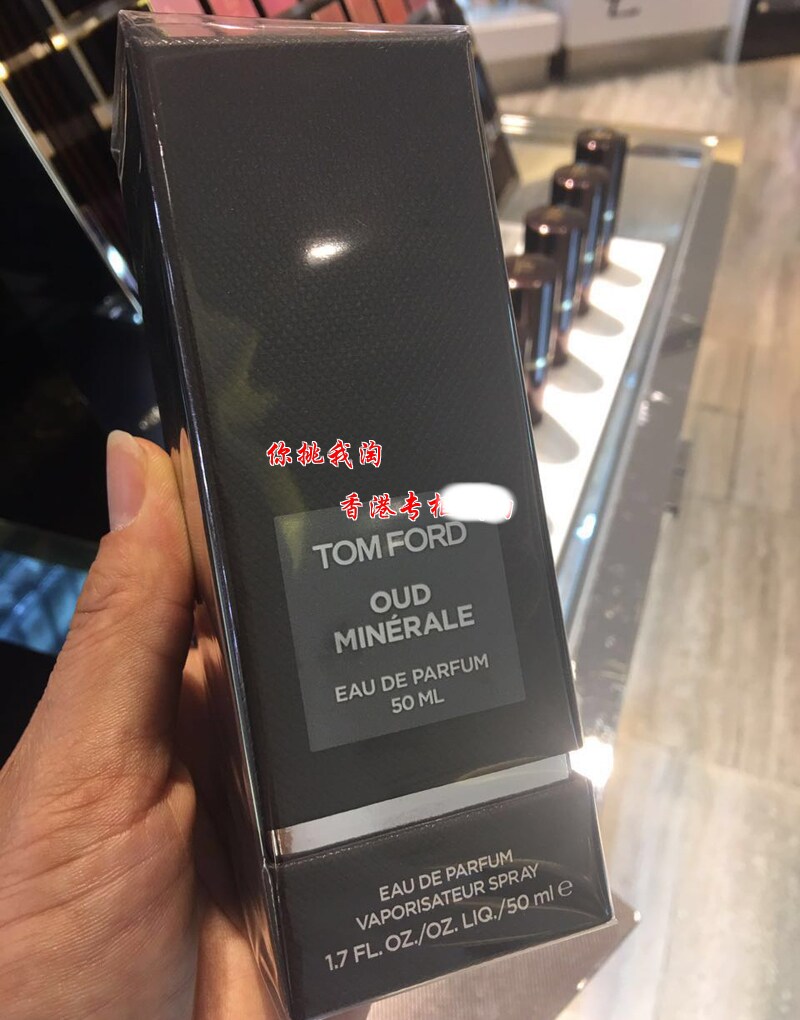 你挑我淘
香港专柜
TOM FORD
OUD
MINÉRALE
EAU DE PARFUM
50 ML
EAU DE PARFUM
VAPORISATEUR SPRAY
1.7 FL. OZ./OZ. LIQ./50 ml ℮